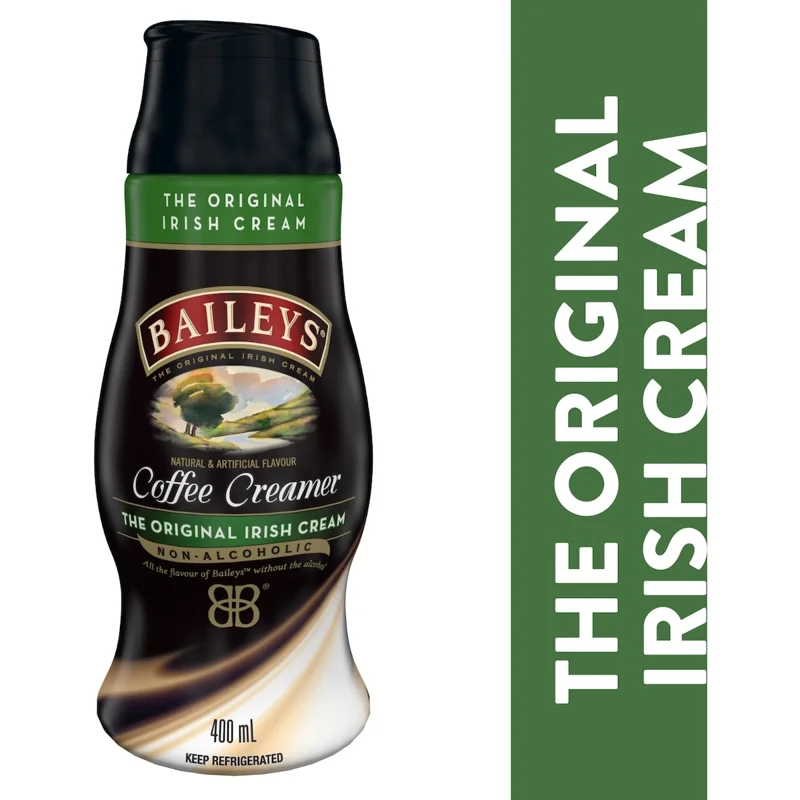 THE ORIGINAL
IRISH CREAM
BAILEYS®
THE ORIGINAL IRISH CREAM
NATURAL & ARTIFICIAL FLAVOUR
Coffee Creamer
THE ORIGINAL IRISH CREAM
NON-ALCOHOLIC
All the flavour of Baileys™ without the alcohol
BB®
400 mL
KEEP REFRIGERATED
THE ORIGINAL
IRISH CREAM